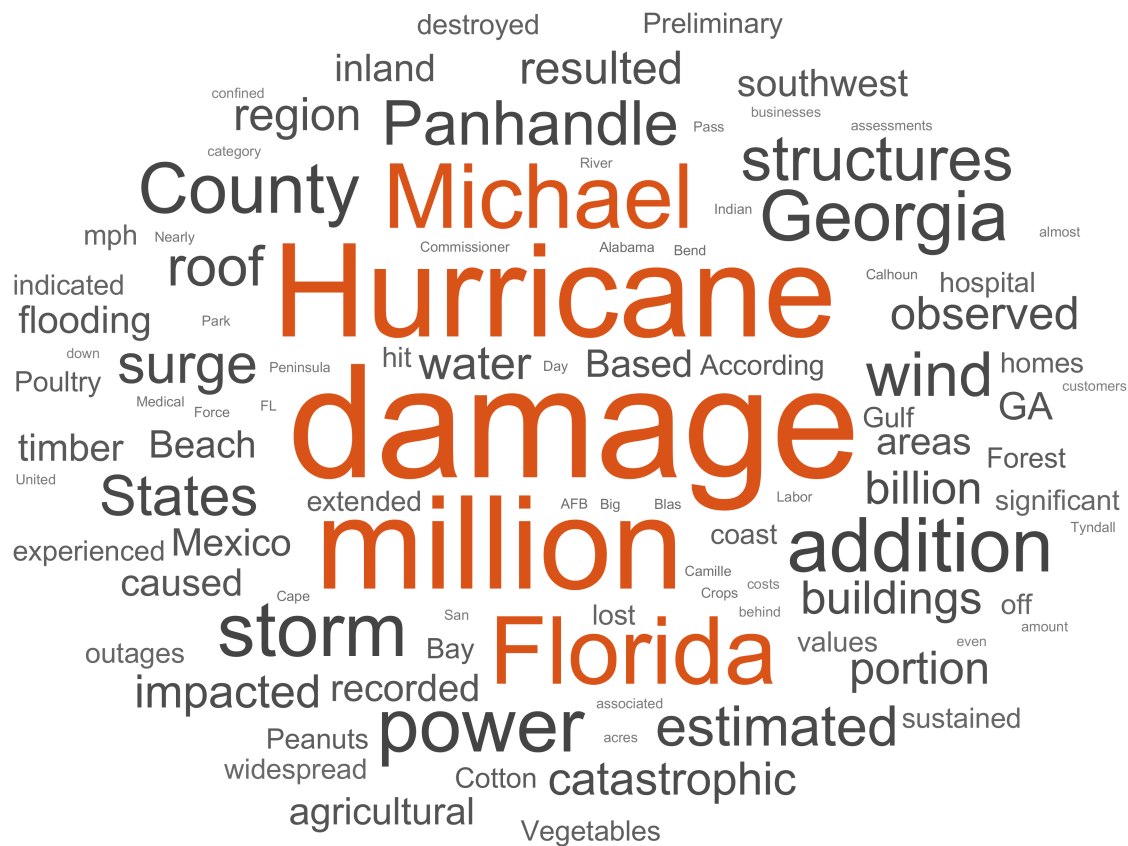 destroyed Preliminary
inland resulted southwest
confined region Panhandle Pass businesses assessments
category River structures
County Michael Indian Georgia almost
mph Nearly Commissioner Alabama Bend
roof Hurricane Calhoun hospital
indicated observed
flooding Park
down surge Peninsula hit water Day Based According wind homes customers
Poultry Medical Force FL damage Gulf GA
timber Beach areas Forest
United States extended million AFB Big Blas Labor billion significant
experienced Mexico coast addition Tyndall
caused Camille Crops costs buildings off
Cape storm San lost behind amount
outages Bay Florida values even portion
impacted recorded
Peanuts power associated acres estimated sustained
widespread Cotton catastrophic
agricultural Vegetables